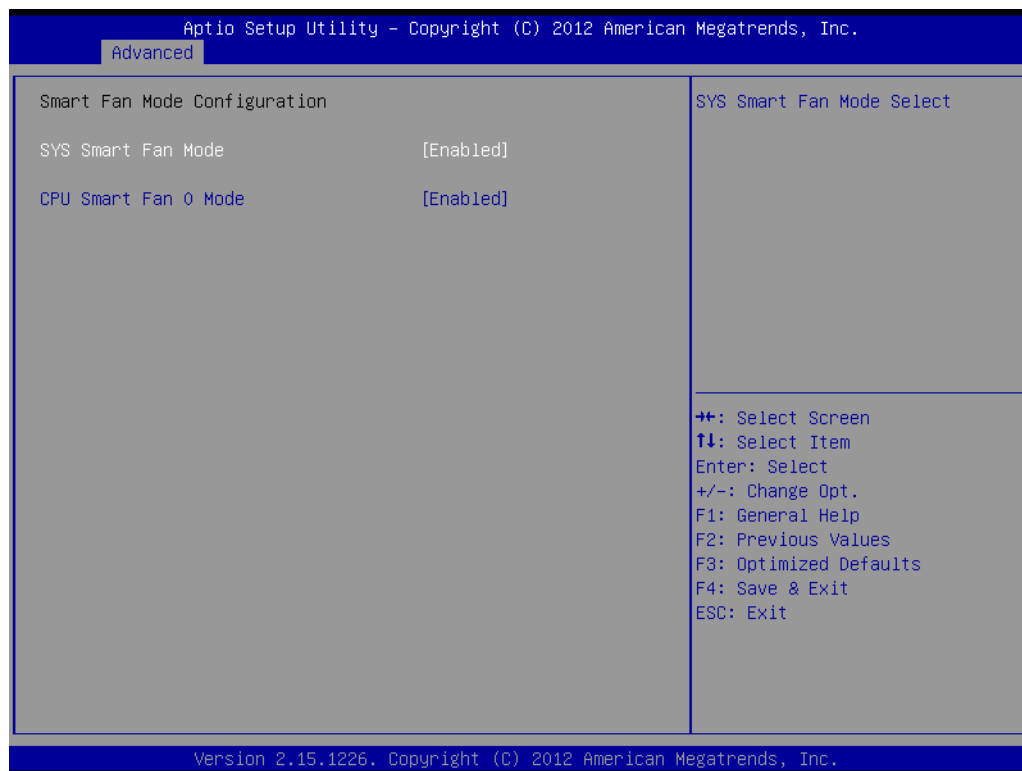 Aptio Setup Utility – Copyright (C) 2012 American Megatrends, Inc.
Advanced
Smart Fan Mode Configuration
SYS Smart Fan Mode [Enabled]
CPU Smart Fan 0 Mode [Enabled]
SYS Smart Fan Mode Select
→←: Select Screen
↑↓: Select Item
Enter: Select
+/-: Change Opt.
F1: General Help
F2: Previous Values
F3: Optimized Defaults
F4: Save & Exit
ESC: Exit
Version 2.15.1226. Copyright (C) 2012 American Megatrends, Inc.